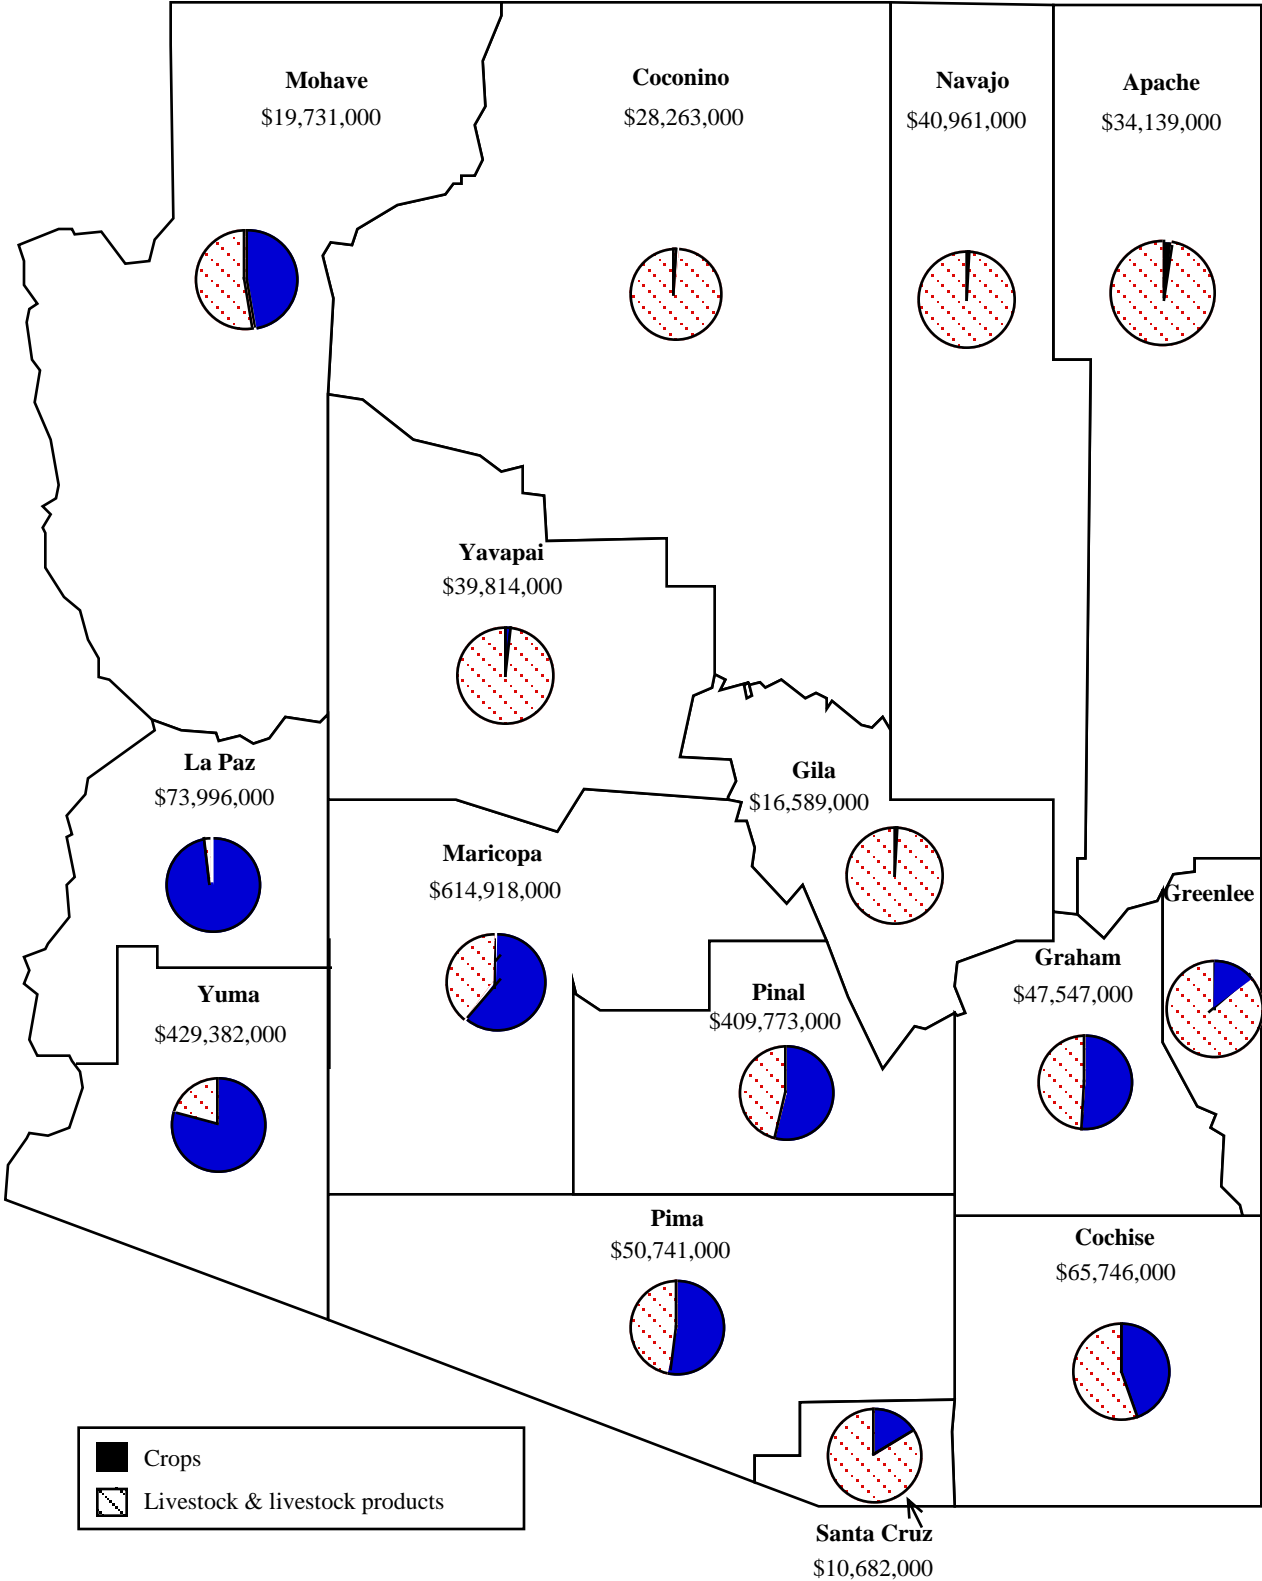 Mohave
$19,731,000
Coconino
$28,263,000
Navajo
$40,961,000
Apache
$34,139,000
Yavapai
$39,814,000
La Paz
$73,996,000
Gila
$16,589,000
Maricopa
$614,918,000
Greenlee
Graham
$47,547,000
Yuma
$429,382,000
Pinal
$409,773,000
Pima
$50,741,000
Cochise
$65,746,000
Crops
Livestock & livestock products
Santa Cruz
$10,682,000